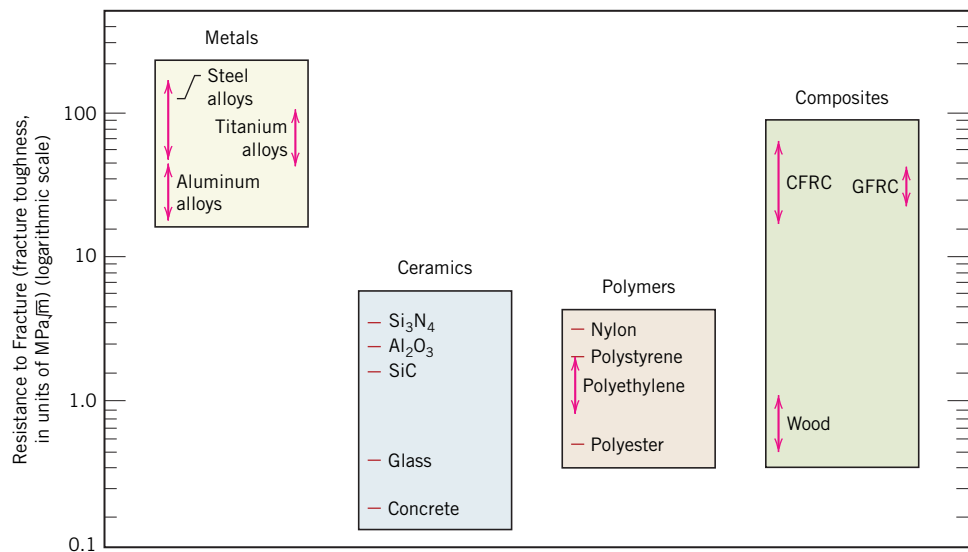 Resistance to Fracture (fracture toughness,
in units of MPa√m) (logarithmic scale)
100
10
1.0
0.1
Metals
Steel
alloys
Titanium
alloys
Aluminum
alloys
Ceramics
Si₃N₄
Al₂O₃
SiC
Glass
Concrete
Polymers
Nylon
Polystyrene
Polyethylene
Polyester
Composites
CFRC
GFRC
Wood